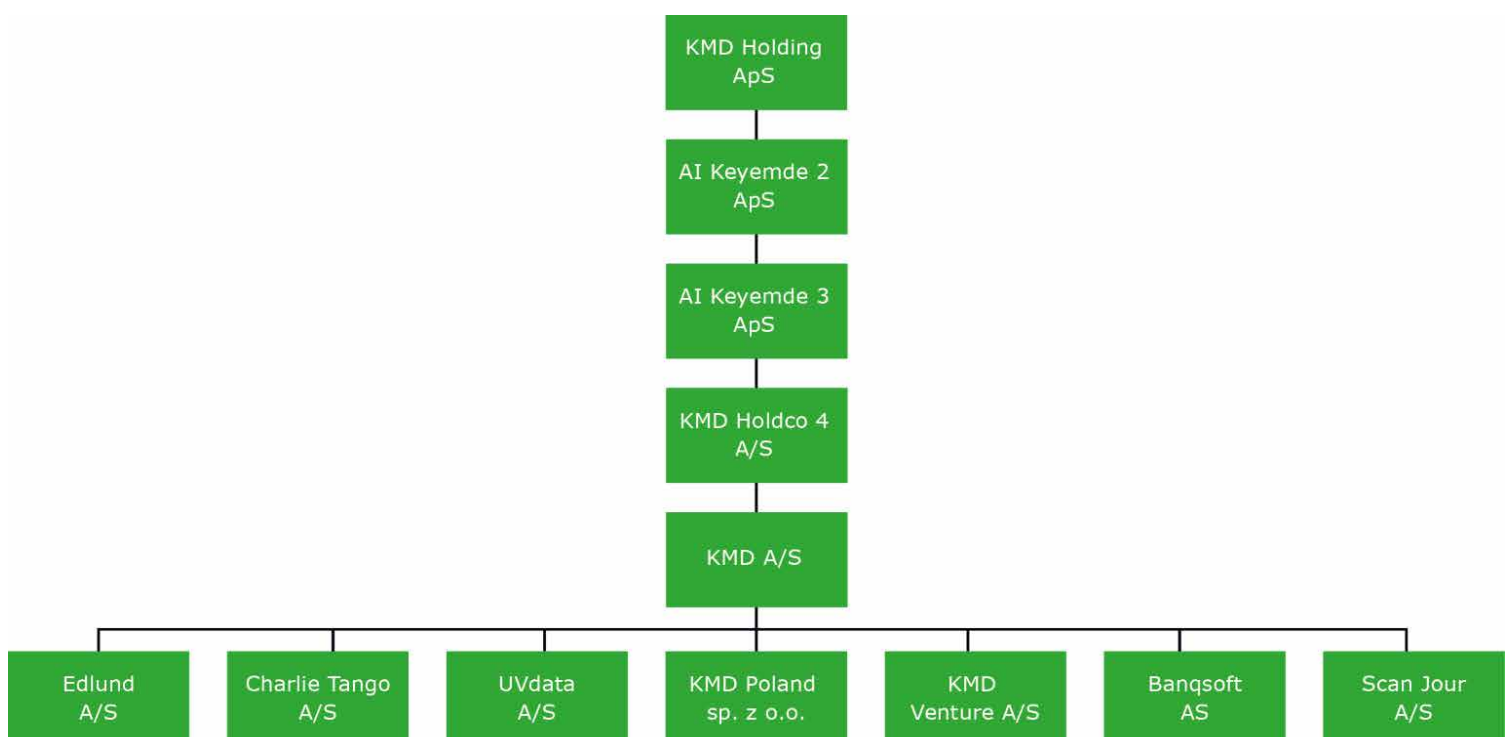 KMD Holding
ApS
AI Keyemde 2
ApS
AI Keyemde 3
ApS
KMD Holdco 4
A/S
KMD A/S
Edlund
A/S
Charlie Tango
A/S
UVdata
A/S
KMD Poland
sp. z o.o.
KMD
Venture A/S
Banqsoft
AS
Scan Jour
A/S